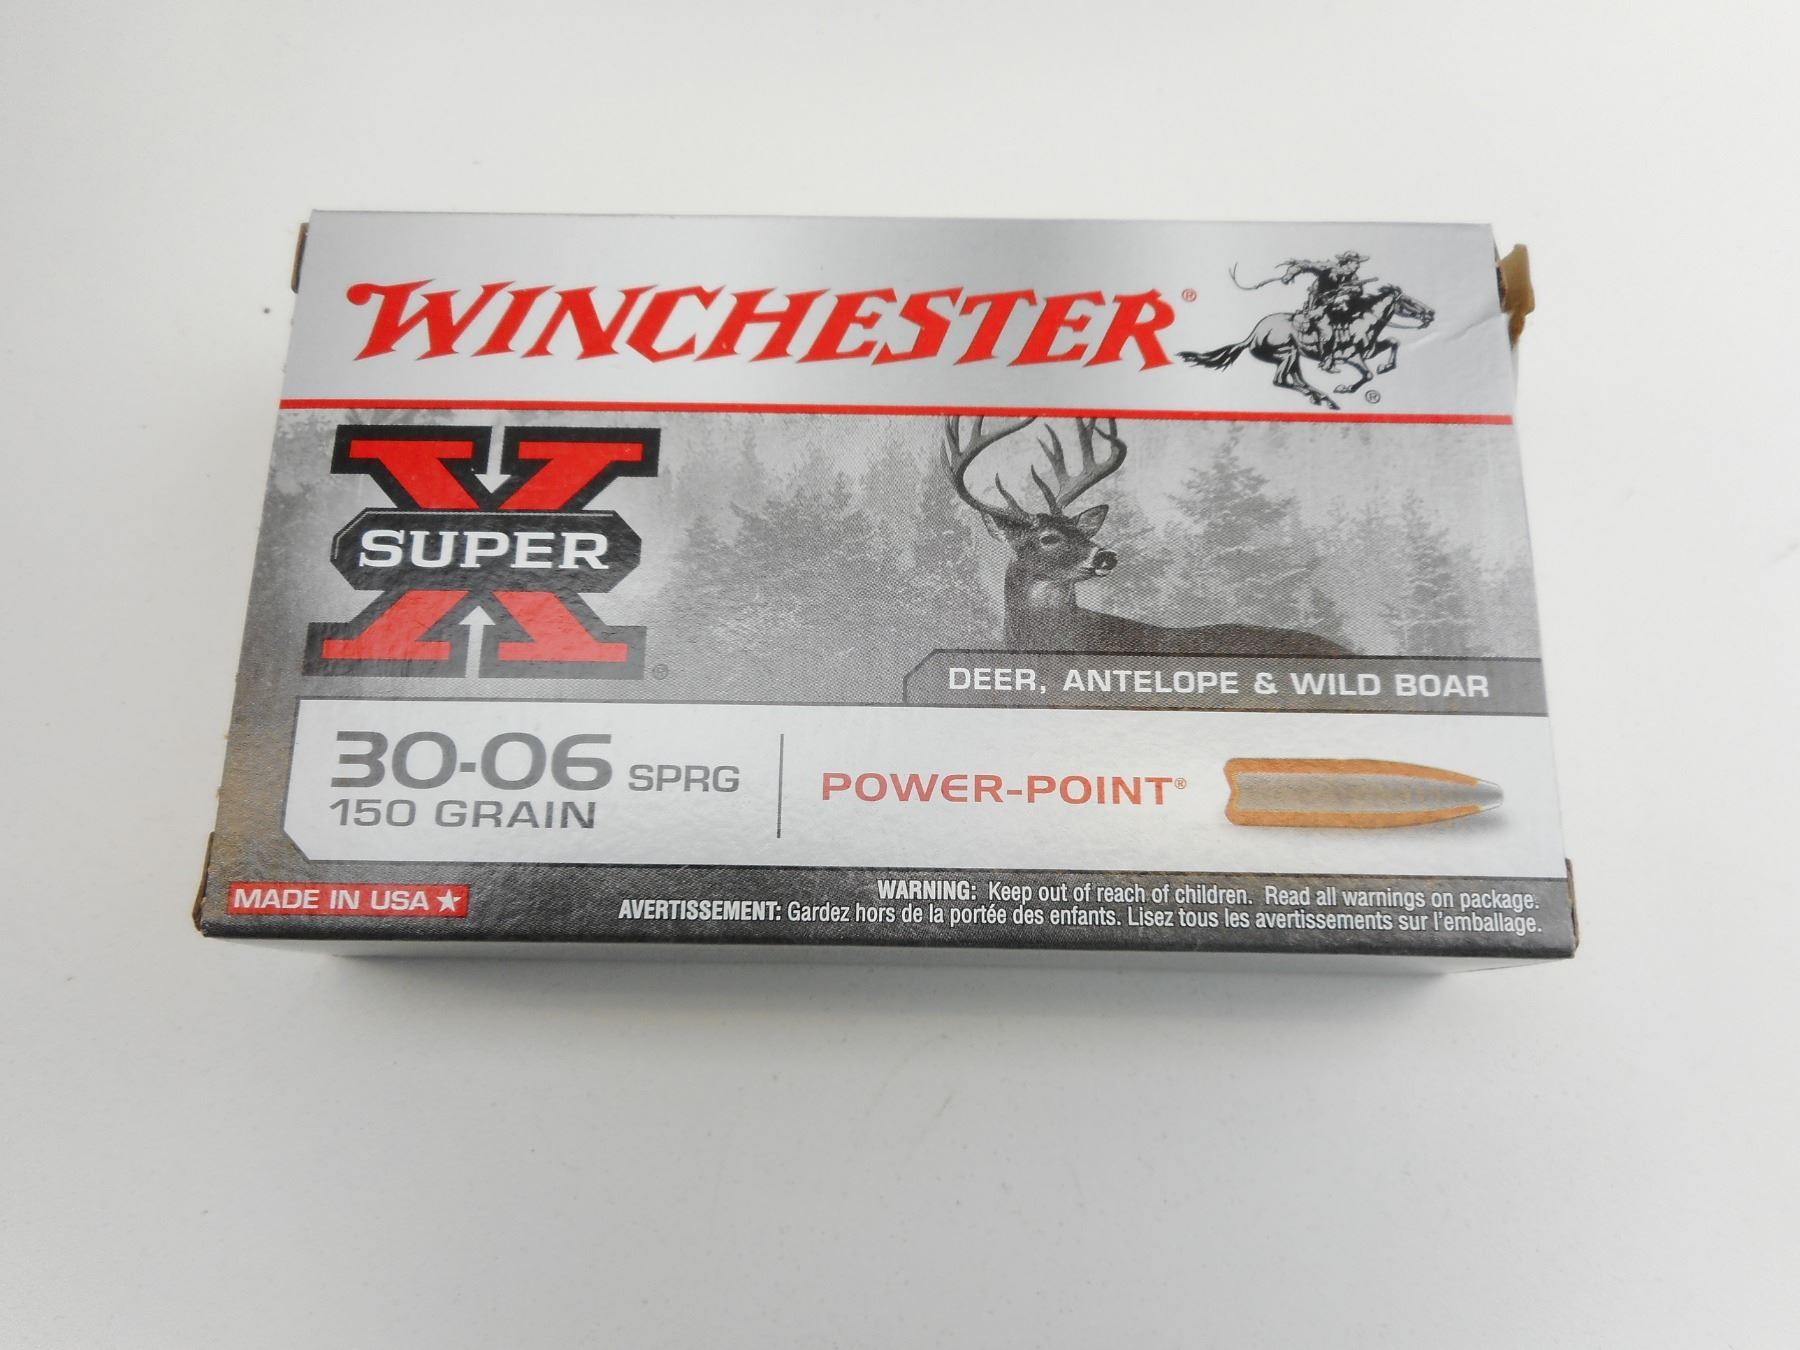 WINCHESTER®
®
X
SUPER
®
DEER, ANTELOPE & WILD BOAR
30-06 SPRG
150 GRAIN
POWER-POINT®
MADE IN USA
WARNING: Keep out of reach of children. Read all warnings on package.
AVERTISSEMENT: Gardez hors de la portée des enfants. Lisez tous les avertissements sur l'emballage.